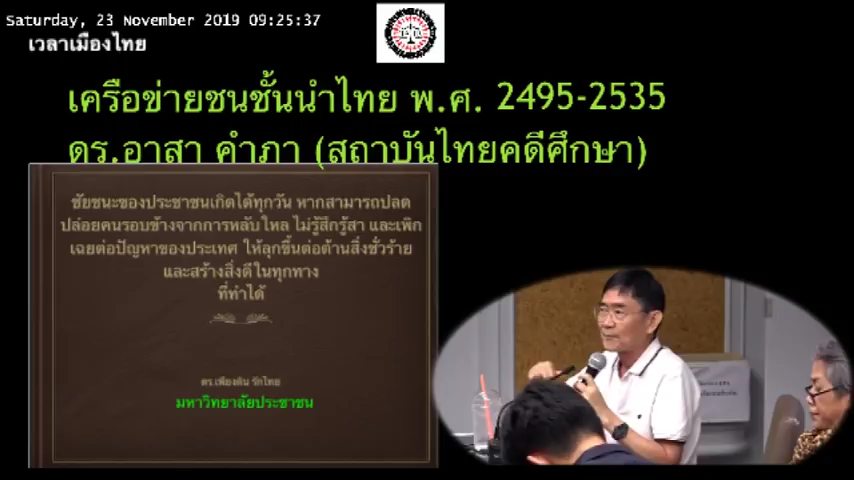 Saturday, 23 November 2019 09:25:37
เวลาเมืองไทย
เครือข่ายชนชั้นนำไทย พ.ศ. 2495-2535
ดร.อาสา คำภา (สถาบันไทยคดีศึกษา)
ชัยชนะของประชาชนเกิดได้ทุกวัน หากสามารถปลด
ปล่อยคนรอบข้างจากการหลับใหล ไม่รู้สึกรู้สา และเพิก
เฉยต่อปัญหาของประเทศ ให้ลุกขึ้นต่อต้านสิ่งชั่วร้าย
และสร้างสิ่งดีในทุกทาง
ที่ทำได้
ดร.เพียงดิน รักไทย
มหาวิทยาลัยประชาชน